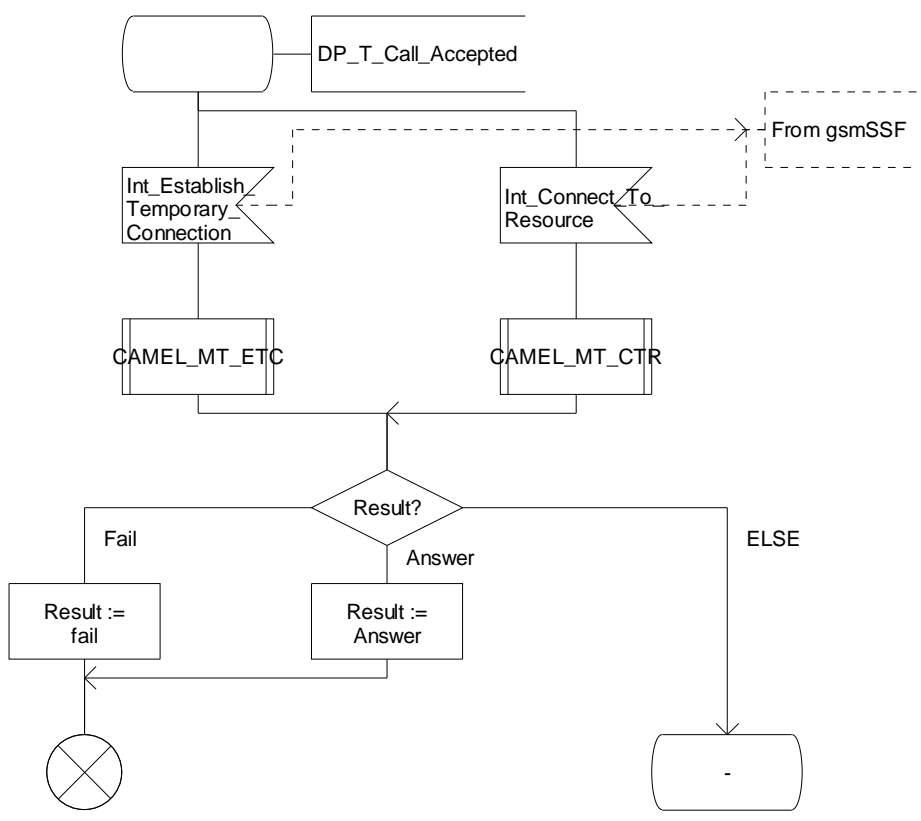 DP_T_Call_Accepted
From gsmSSF
Int_Establish_
Temporary_
Connection
Int_Connect_To_
Resource
CAMEL_MT_ETC
CAMEL_MT_CTR
Result?
Fail
Answer
ELSE
Result :=
fail
Result :=
Answer
-